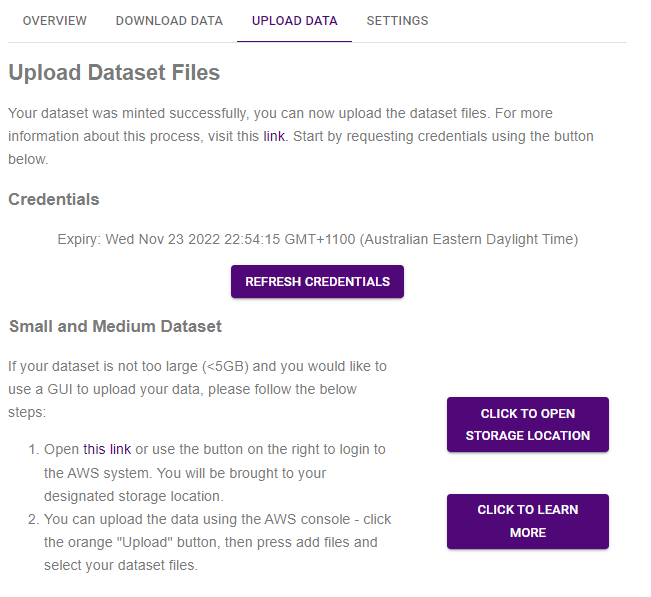 OVERVIEW DOWNLOAD DATA UPLOAD DATA SETTINGS
Upload Dataset Files
Your dataset was minted successfully, you can now upload the dataset files. For more
information about this process, visit this link. Start by requesting credentials using the button
below.
Credentials
Expiry: Wed Nov 23 2022 22:54:15 GMT+1100 (Australian Eastern Daylight Time)
REFRESH CREDENTIALS
Small and Medium Dataset
If your dataset is not too large (<5GB) and you would like to
use a GUI to upload your data, please follow the below
steps:
1. Open this link or use the button on the right to login to
the AWS system. You will be brought to your
designated storage location.
2. You can upload the data using the AWS console - click
the orange "Upload" button, then press add files and
select your dataset files.
CLICK TO OPEN
STORAGE LOCATION
CLICK TO LEARN
MORE